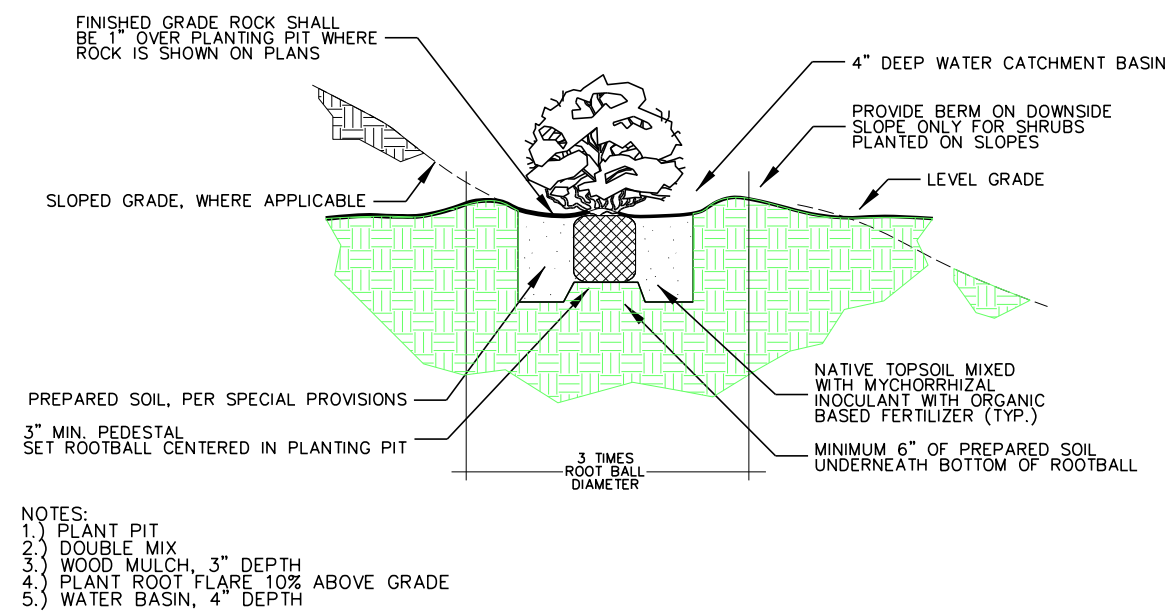 FINISHED GRADE ROCK SHALL
BE 1" OVER PLANTING PIT WHERE
ROCK IS SHOWN ON PLANS
4" DEEP WATER CATCHMENT BASIN
PROVIDE BERM ON DOWNSIDE
SLOPE ONLY FOR SHRUBS
PLANTED ON SLOPES
LEVEL GRADE
SLOPED GRADE, WHERE APPLICABLE
PREPARED SOIL, PER SPECIAL PROVISIONS
3" MIN. PEDESTAL
SET ROOTBALL CENTERED IN PLANTING PIT
NATIVE TOPSOIL MIXED
WITH MYCHORRHIZAL
INOCULANT WITH ORGANIC
BASED FERTILIZER (TYP.)
MINIMUM 6" OF PREPARED SOIL
UNDERNEATH BOTTOM OF ROOTBALL
3 TIMES
ROOT BALL
DIAMETER
NOTES:
1.) PLANT PIT
2.) DOUBLE MIX
3.) WOOD MULCH, 3" DEPTH
4.) PLANT ROOT FLARE 10% ABOVE GRADE
5.) WATER BASIN, 4" DEPTH